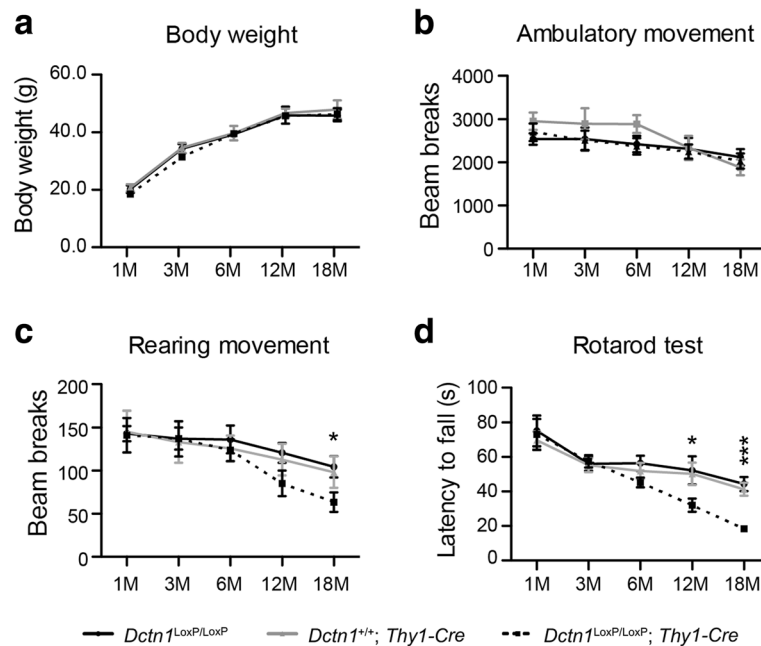 a
Body weight
Body weight (g)
60.0
40.0
20.0
0.0
1M 3M 6M 12M 18M
b
Ambulatory movement
Beam breaks
4000
3000
2000
1000
0
1M 3M 6M 12M 18M
c
Rearing movement
Beam breaks
200
150
100
50
0
*
1M 3M 6M 12M 18M
d
Rotarod test
Latency to fall (s)
100
80
60
40
20
0
*
***
1M 3M 6M 12M 18M
Dctn1LoxP/LoxP Dctn1+/+; Thy1-Cre Dctn1LoxP/LoxP; Thy1-Cre